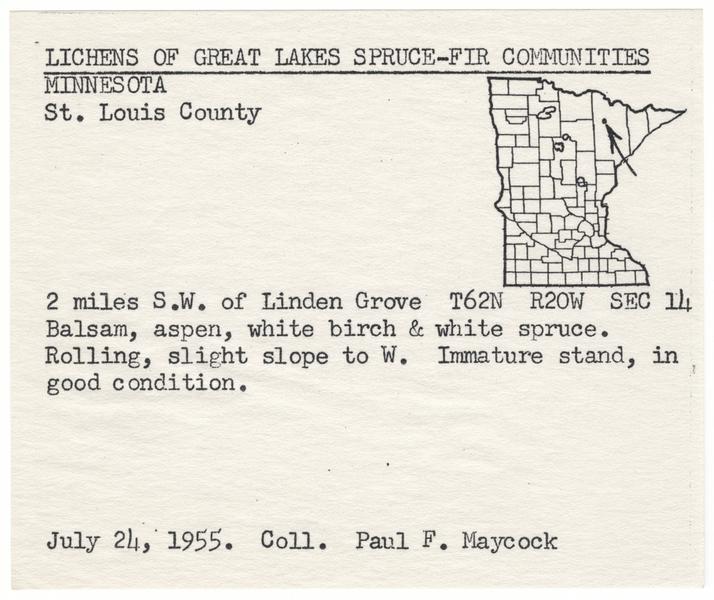 LICHENS OF GREAT LAKES SPRUCE-FIR COMMUNITIES
MINNESOTA
St. Louis County
2 miles S.W. of Linden Grove T62N R20W SEC 14
Balsam, aspen, white birch & white spruce.
Rolling, slight slope to W. Immature stand, in
good condition.
July 24, 1955. Coll. Paul F. Maycock